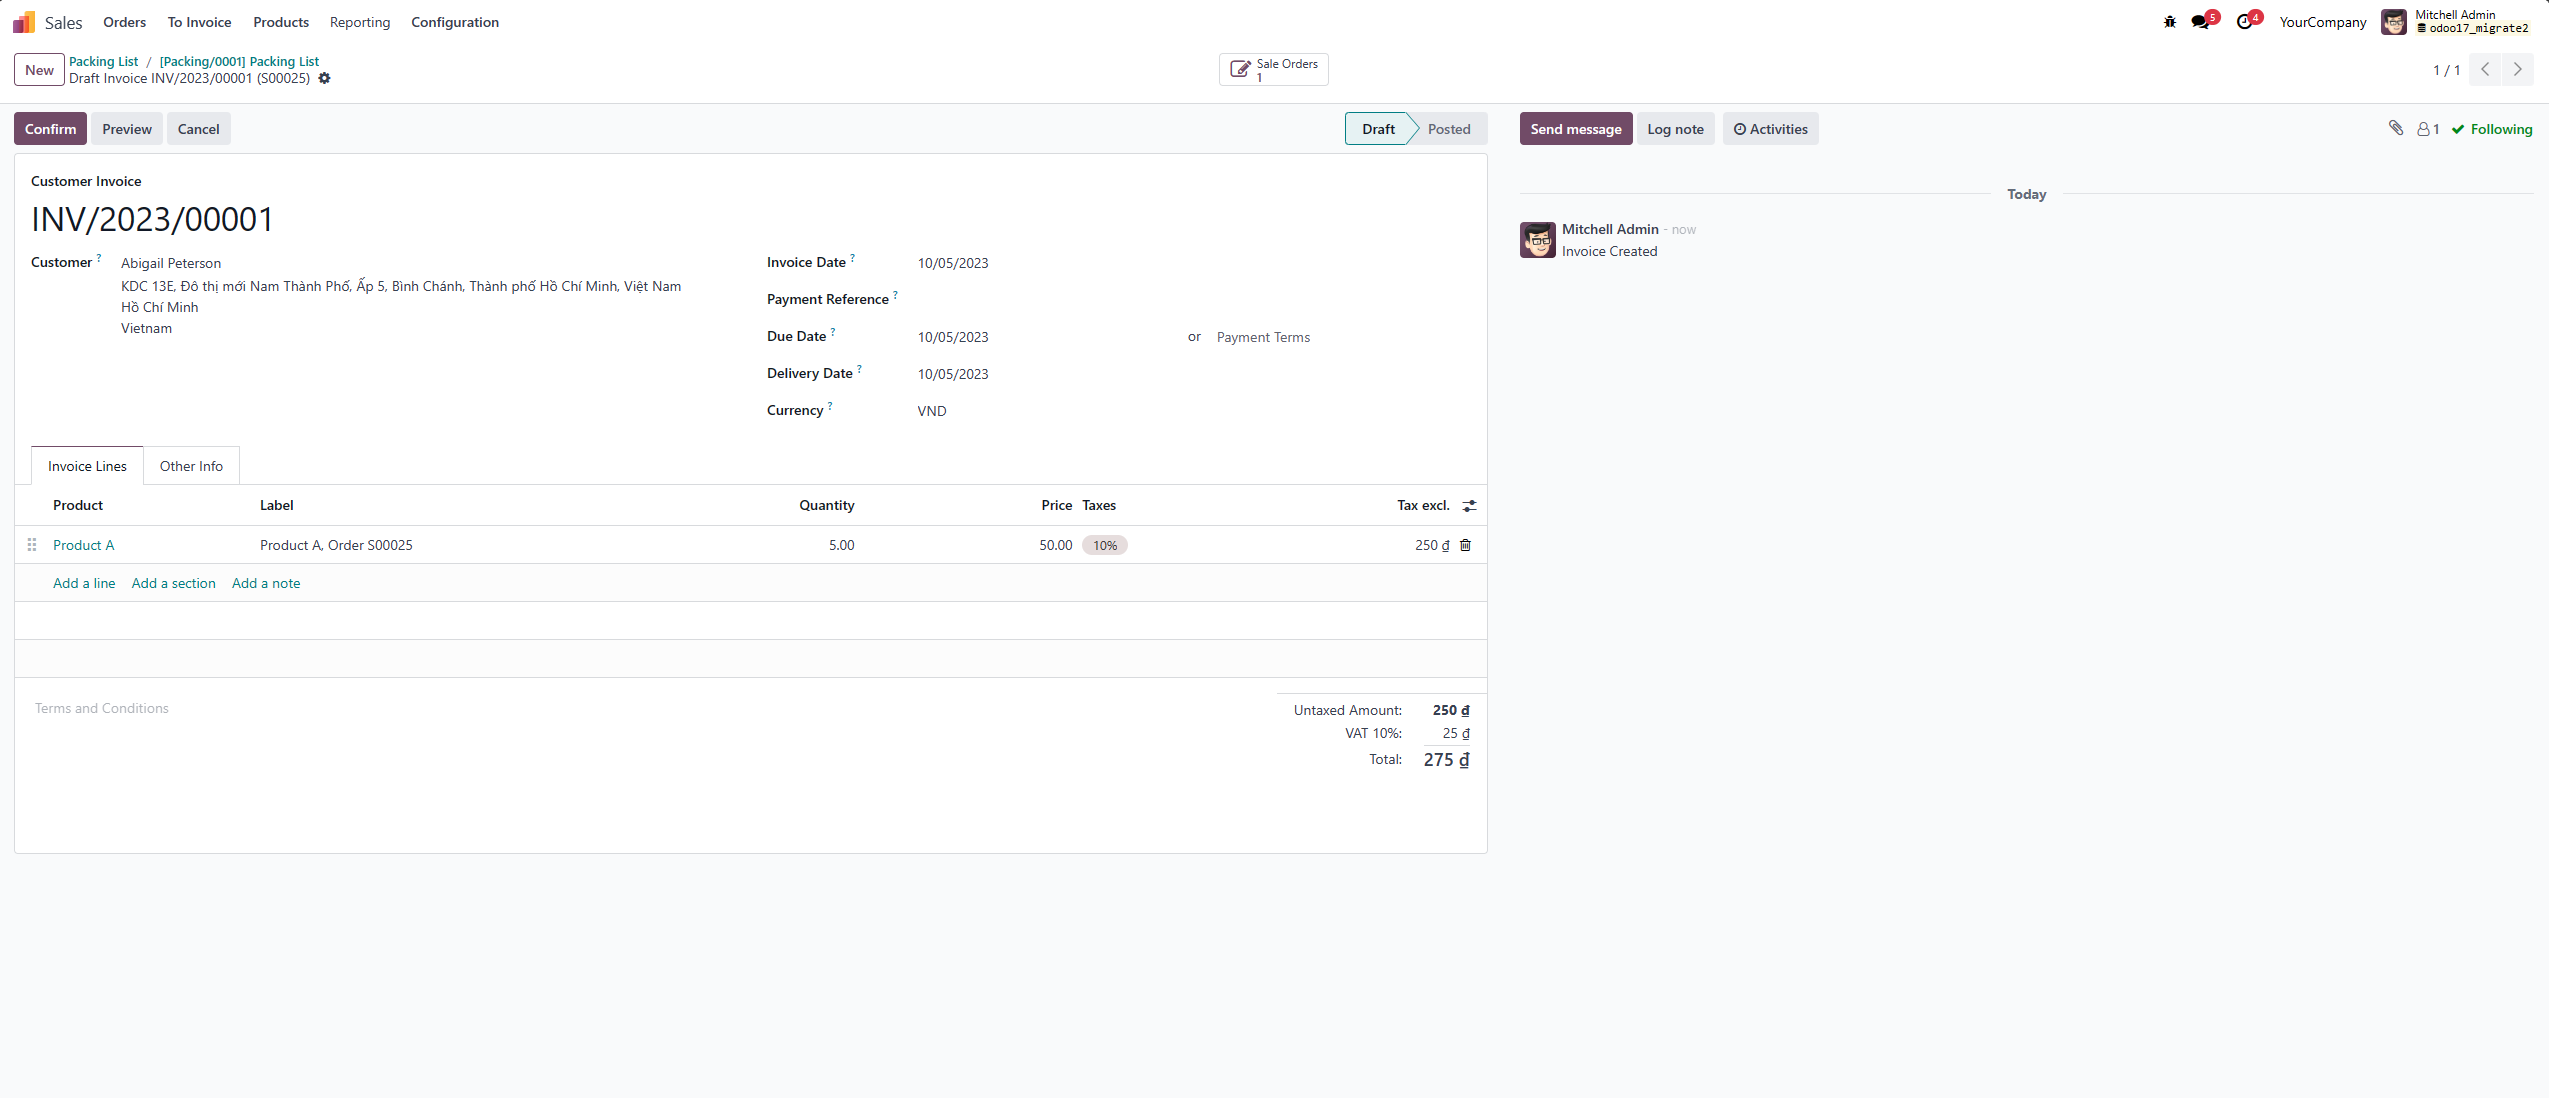 Sales Orders To Invoice Products Reporting Configuration 5 4 YourCompany Mitchell Admin
odoo17_migrate2
New Packing List / [Packing/0001] Packing List
Draft Invoice INV/2023/00001 (S00025)
Sale Orders
1
1 / 1
Confirm Preview Cancel Draft Posted Send message Log note Activities 1 Following
Customer Invoice
INV/2023/00001
Customer ? Abigail Peterson
KDC 13E, Đô thị mới Nam Thành Phố, Ấp 5, Bình Chánh, Thành phố Hồ Chí Minh, Việt Nam
Hồ Chí Minh
Vietnam
Invoice Date ? 10/05/2023
Payment Reference ?
Due Date ? 10/05/2023 or Payment Terms
Delivery Date ? 10/05/2023
Currency ? VND
Today
Mitchell Admin - now
Invoice Created
Invoice Lines Other Info
Product Label Quantity Price Taxes Tax excl.
Product A Product A, Order S00025 5.00 50.00 10% 250 ₫
Add a line Add a section Add a note
Terms and Conditions
Untaxed Amount: 250 ₫
VAT 10%: 25 ₫
Total: 275 ₫